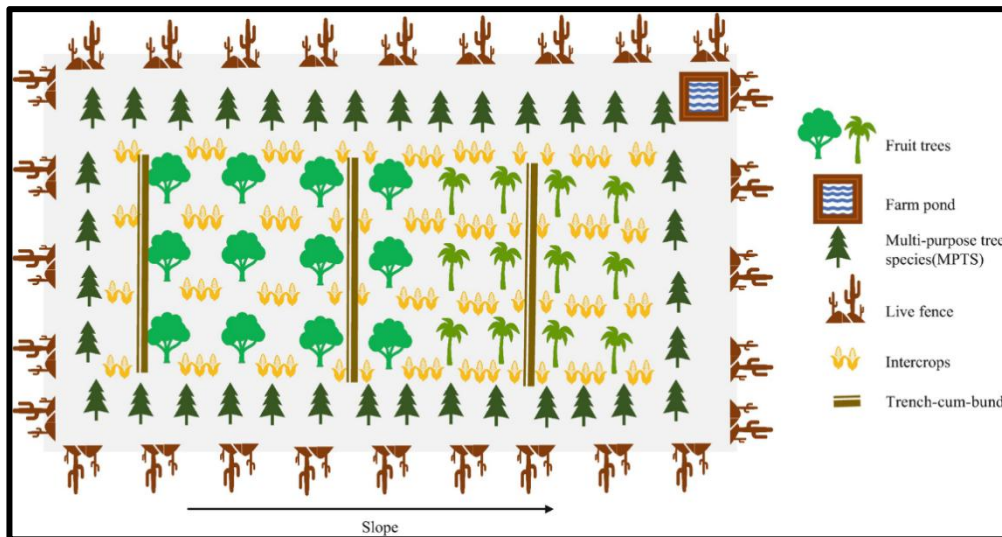 Fruit trees
Farm pond
Multi-purpose tree
species(MPTS)
Live fence
Intercrops
Trench-cum-bund
Slope